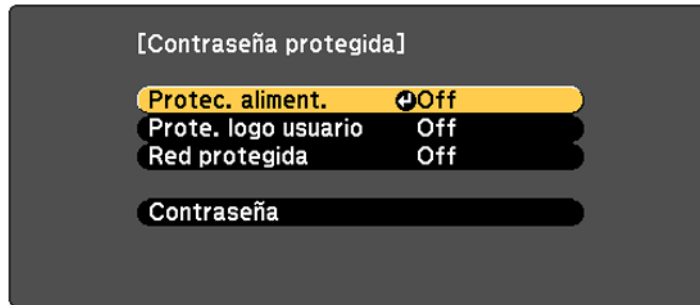 [Contraseña protegida]
Protec. aliment. Off
Prote. logo usuario Off
Red protegida Off
Contraseña